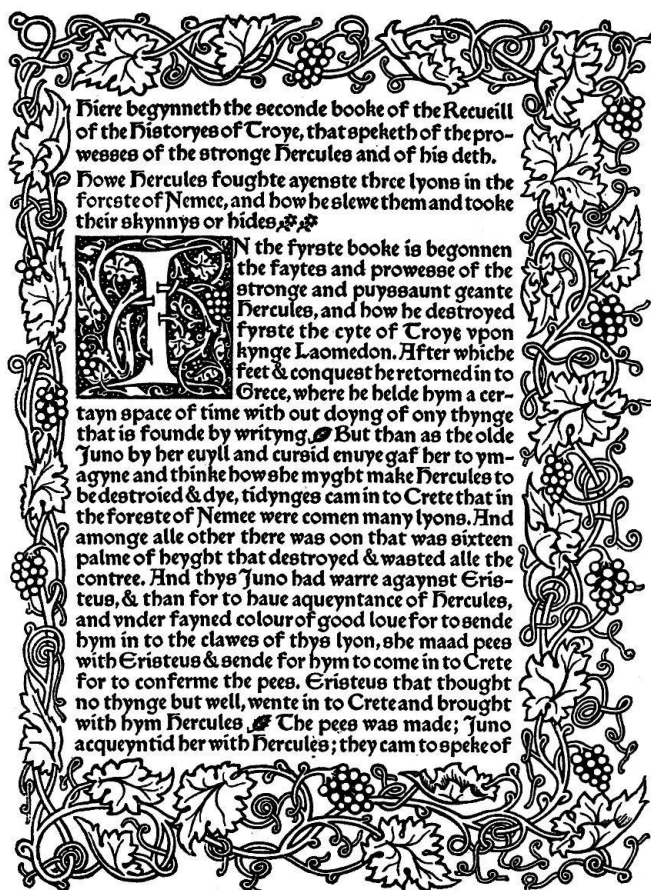 Hiere begynneth the seconde booke of the Recueill
of the Historyes of Troye, that speketh of the pro-
wesses of the stronge Hercules and of his deth.
Howe Hercules foughte ayenste three lyons in the
foreste of Nemee, and how he slewe them and tooke
their skynnys or hides
IN the fyrste booke is begonnen
the faytes and prowesse of the
stronge and puyssaunt geante
Hercules, and how he destroyed
fyrste the cyte of Troye vpon
kynge Laomedon. After whiche
feet & conquest he retorned in to
Grece, where he helde hym a cer-
tayn space of time with out doyng of ony thynge
that is founde by writyng. But than as the olde
Juno by her euyll and cursid enuye gaf her to ym-
agyne and thinke how she myght make Hercules to
be destroied & dye, tidynges cam in to Crete that in
the foreste of Nemee were comen many lyons. And
amonge alle other there was oon that was sixteen
palme of heyght that destroyed & wasted alle the
contree. And thys Juno had warre agaynst Eris-
teus, & than for to haue aqueyntance of Hercules,
and vnder fayned colour of good loue for to sende
hym in to the clawes of thys lyon, she maad pees
with Eristeus & sende for hym to come in to Crete
for to conferme the pees. Eristeus that thought
no thynge but well, wente in to Crete and brought
with hym Hercules. The pees was made; Juno
acqueyntid her with Hercules; they cam to speke of